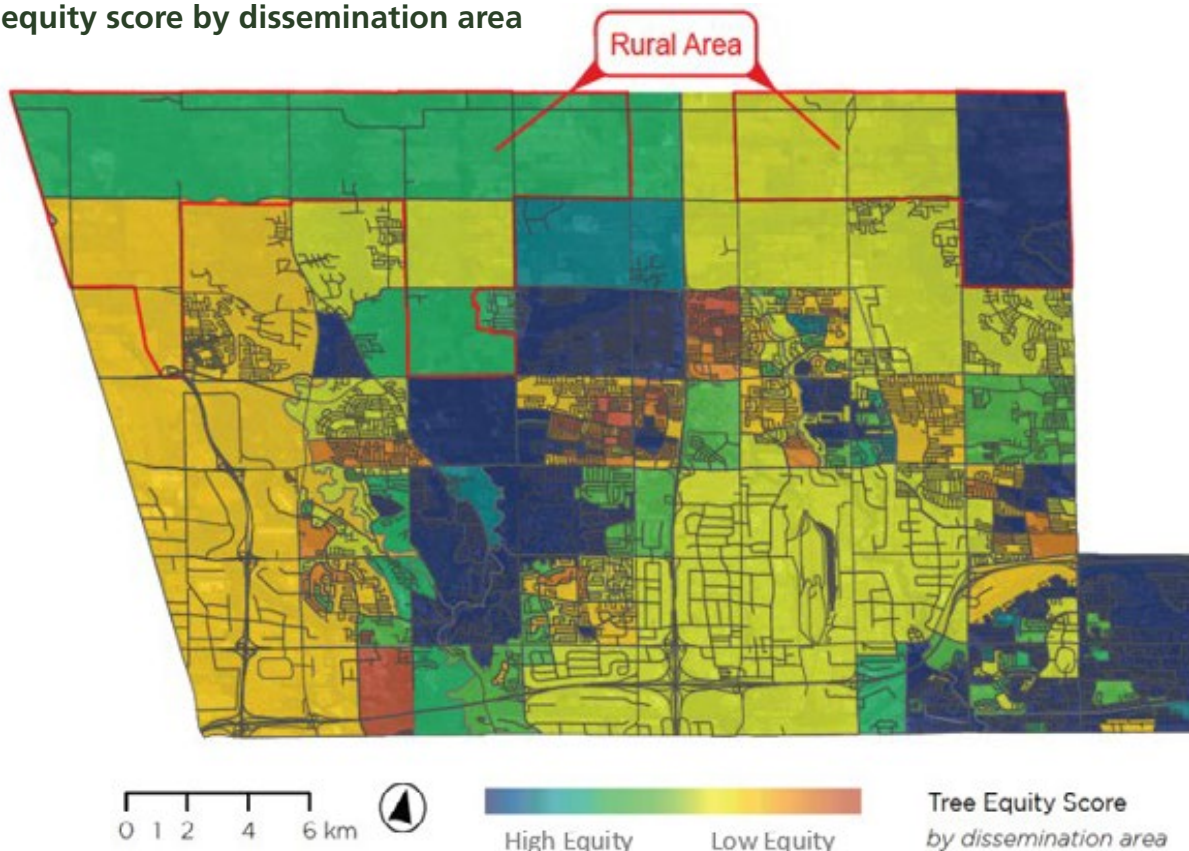 equity score by dissemination area
Rural Area
0 1 2 4 6 km
High Equity Low Equity
Tree Equity Score
by dissemination area